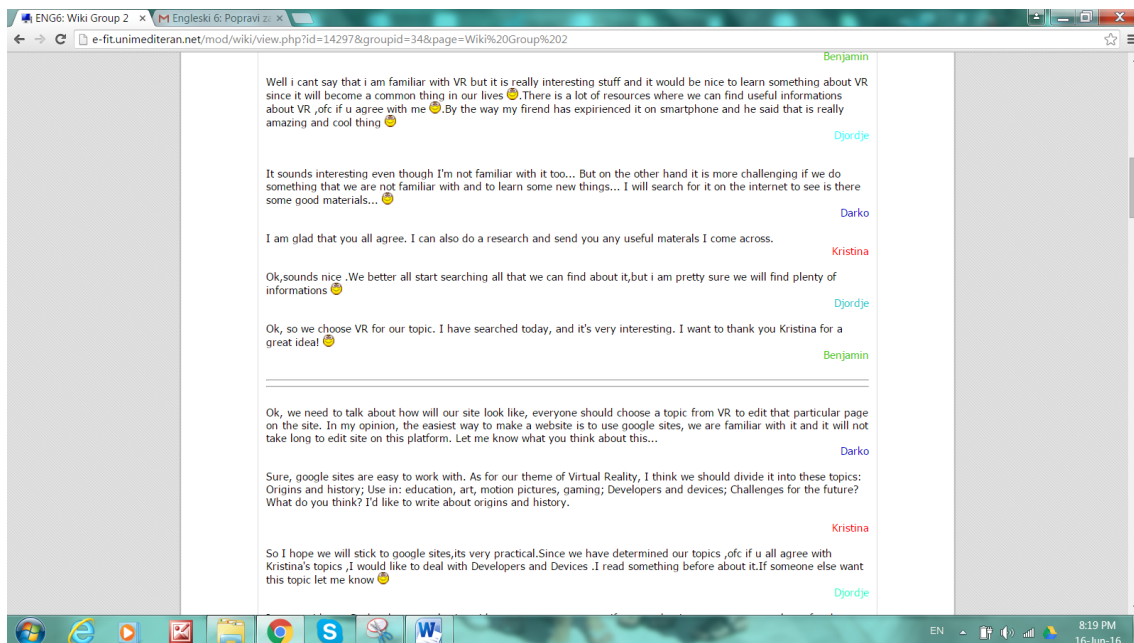 ENG6: Wiki Group 2
Engleski 6: Popravi za
e-fit.unimediteran.net/mod/wiki/view.php?id=14297&groupid=34&page=Wiki%20Group%202
Benjamin
Well i cant say that i am familiar with VR but it is really interesting stuff and it would be nice to learn something about VR
since it will become a common thing in our lives .There is a lot of resources where we can find useful informations
about VR ,ofc if u agree with me .By the way my firend has expirienced it on smartphone and he said that is really
amazing and cool thing
Djordje
It sounds interesting even though I'm not familiar with it too... But on the other hand it is more challenging if we do
something that we are not familiar with and to learn some new things... I will search for it on the internet to see is there
some good materials...
Darko
I am glad that you all agree. I can also do a research and send you any useful materals I come across.
Kristina
Ok,sounds nice .We better all start searching all that we can find about it,but i am pretty sure we will find plenty of
informations
Djordje
Ok, so we choose VR for our topic. I have searched today, and it's very interesting. I want to thank you Kristina for a
great idea!
Benjamin
Ok, we need to talk about how will our site look like, everyone should choose a topic from VR to edit that particular page
on the site. In my opinion, the easiest way to make a website is to use google sites, we are familiar with it and it will not
take long to edit site on this platform. Let me know what you think about this...
Darko
Sure, google sites are easy to work with. As for our theme of Virtual Reality, I think we should divide it into these topics:
Origins and history; Use in: education, art, motion pictures, gaming; Developers and devices; Challenges for the future?
What do you think? I'd like to write about origins and history.
Kristina
So I hope we will stick to google sites,its very practical.Since we have determined our topics ,ofc if u all agree with
Kristina's topics ,I would like to deal with Developers and Devices .I read something before about it.If someone else want
this topic let me know
Djordje
EN
8:19 PM
16-Jun-16